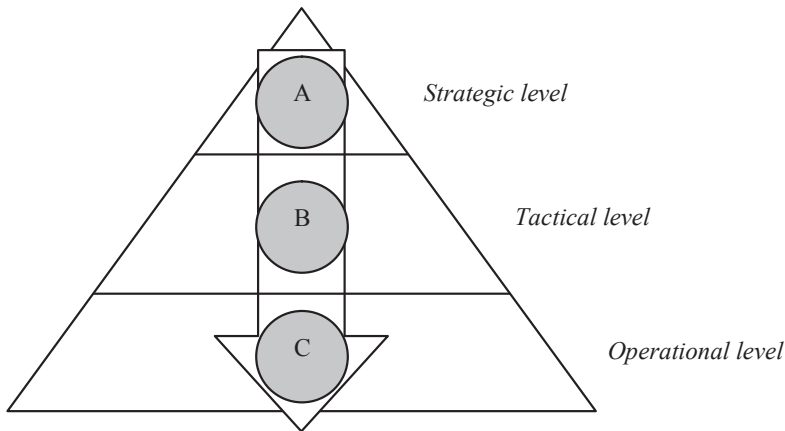 A
Strategic level
B
Tactical level
C
Operational level